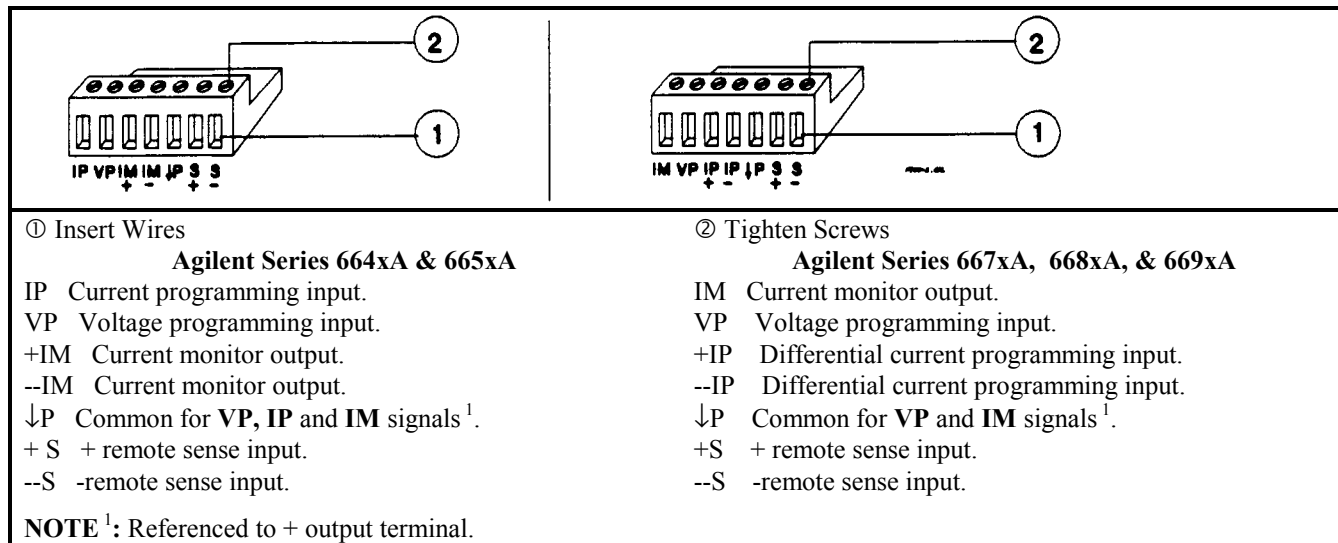 2
1
IP VP IM IM ↓P S S
+ - + -
2
1
IM VP IP IP ↓P S S
+ - + -
① Insert Wires
Agilent Series 664xA & 665xA
IP Current programming input.
VP Voltage programming input.
+IM Current monitor output.
--IM Current monitor output.
↓P Common for VP, IP and IM signals ¹.
+ S + remote sense input.
--S -remote sense input.
NOTE ¹: Referenced to + output terminal.
② Tighten Screws
Agilent Series 667xA, 668xA, & 669xA
IM Current monitor output.
VP Voltage programming input.
+IP Differential current programming input.
--IP Differential current programming input.
↓P Common for VP and IM signals ¹.
+S + remote sense input.
--S -remote sense input.